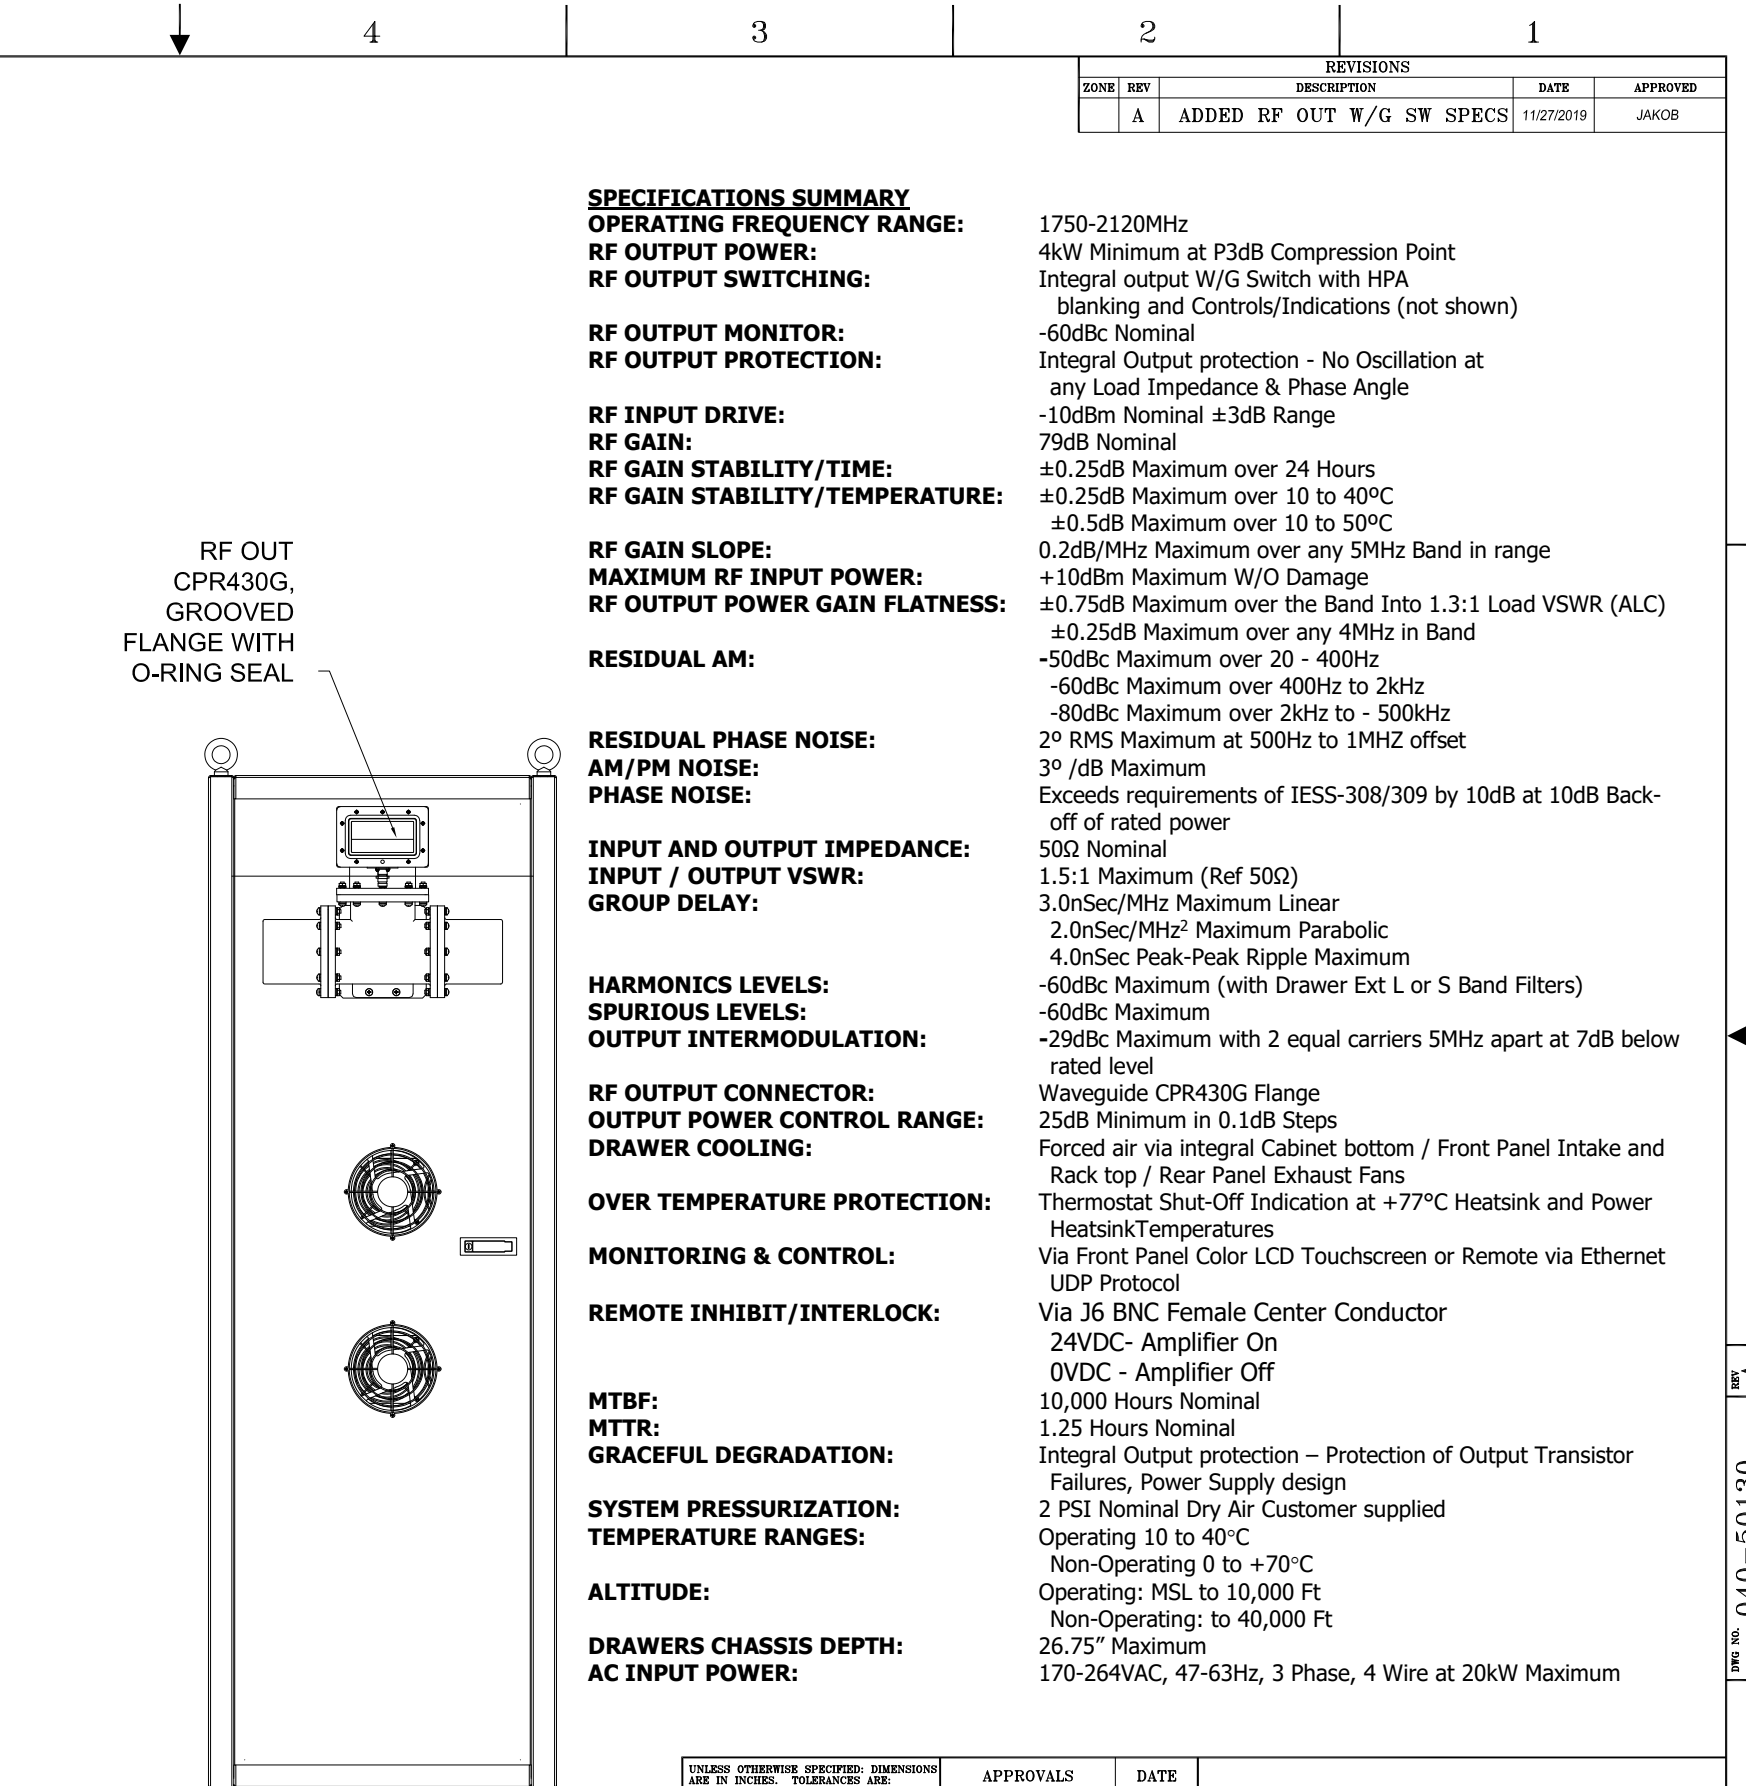 4 3 2 1
REVISIONS
ZONE REV DESCRIPTION DATE APPROVED
A ADDED RF OUT W/G SW SPECS 11/27/2019 JAKOB
SPECIFICATIONS SUMMARY
OPERATING FREQUENCY RANGE: 1750-2120MHz
RF OUTPUT POWER: 4kW Minimum at P3dB Compression Point
RF OUTPUT SWITCHING: Integral output W/G Switch with HPA
blanking and Controls/Indications (not shown)
RF OUTPUT MONITOR: -60dBc Nominal
RF OUTPUT PROTECTION: Integral Output protection - No Oscillation at
any Load Impedance & Phase Angle
RF INPUT DRIVE: -10dBm Nominal ±3dB Range
RF GAIN: 79dB Nominal
RF GAIN STABILITY/TIME: ±0.25dB Maximum over 24 Hours
RF GAIN STABILITY/TEMPERATURE: ±0.25dB Maximum over 10 to 40ºC
±0.5dB Maximum over 10 to 50ºC
RF GAIN SLOPE: 0.2dB/MHz Maximum over any 5MHz Band in range
MAXIMUM RF INPUT POWER: +10dBm Maximum W/O Damage
RF OUTPUT POWER GAIN FLATNESS: ±0.75dB Maximum over the Band Into 1.3:1 Load VSWR (ALC)
±0.25dB Maximum over any 4MHz in Band
RESIDUAL AM: -50dBc Maximum over 20 - 400Hz
-60dBc Maximum over 400Hz to 2kHz
-80dBc Maximum over 2kHz to - 500kHz
RESIDUAL PHASE NOISE: 2º RMS Maximum at 500Hz to 1MHZ offset
AM/PM NOISE: 3º /dB Maximum
PHASE NOISE: Exceeds requirements of IESS-308/309 by 10dB at 10dB Back-
off of rated power
INPUT AND OUTPUT IMPEDANCE: 50Ω Nominal
INPUT / OUTPUT VSWR: 1.5:1 Maximum (Ref 50Ω)
GROUP DELAY: 3.0nSec/MHz Maximum Linear
2.0nSec/MHz² Maximum Parabolic
4.0nSec Peak-Peak Ripple Maximum
HARMONICS LEVELS: -60dBc Maximum (with Drawer Ext L or S Band Filters)
SPURIOUS LEVELS: -60dBc Maximum
OUTPUT INTERMODULATION: -29dBc Maximum with 2 equal carriers 5MHz apart at 7dB below
rated level
RF OUTPUT CONNECTOR: Waveguide CPR430G Flange
OUTPUT POWER CONTROL RANGE: 25dB Minimum in 0.1dB Steps
DRAWER COOLING: Forced air via integral Cabinet bottom / Front Panel Intake and
Rack top / Rear Panel Exhaust Fans
OVER TEMPERATURE PROTECTION: Thermostat Shut-Off Indication at +77°C Heatsink and Power
HeatsinkTemperatures
MONITORING & CONTROL: Via Front Panel Color LCD Touchscreen or Remote via Ethernet
UDP Protocol
REMOTE INHIBIT/INTERLOCK: Via J6 BNC Female Center Conductor
24VDC- Amplifier On
0VDC - Amplifier Off
MTBF: 10,000 Hours Nominal
MTTR: 1.25 Hours Nominal
GRACEFUL DEGRADATION: Integral Output protection – Protection of Output Transistor
Failures, Power Supply design
SYSTEM PRESSURIZATION: 2 PSI Nominal Dry Air Customer supplied
TEMPERATURE RANGES: Operating 10 to 40°C
Non-Operating 0 to +70°C
ALTITUDE: Operating: MSL to 10,000 Ft
Non-Operating: to 40,000 Ft
DRAWERS CHASSIS DEPTH: 26.75” Maximum
AC INPUT POWER: 170-264VAC, 47-63Hz, 3 Phase, 4 Wire at 20kW Maximum
RF OUT
CPR430G,
GROOVED
FLANGE WITH
O-RING SEAL
REV
DWG NO.
UNLESS OTHERWISE SPECIFIED: DIMENSIONS
ARE IN INCHES. TOLERANCES ARE:
APPROVALS DATE